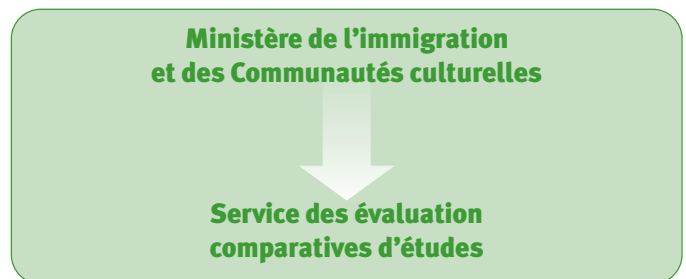 Ministère de l’immigration
et des Communautés culturelles
Service des évaluation
comparatives d’études